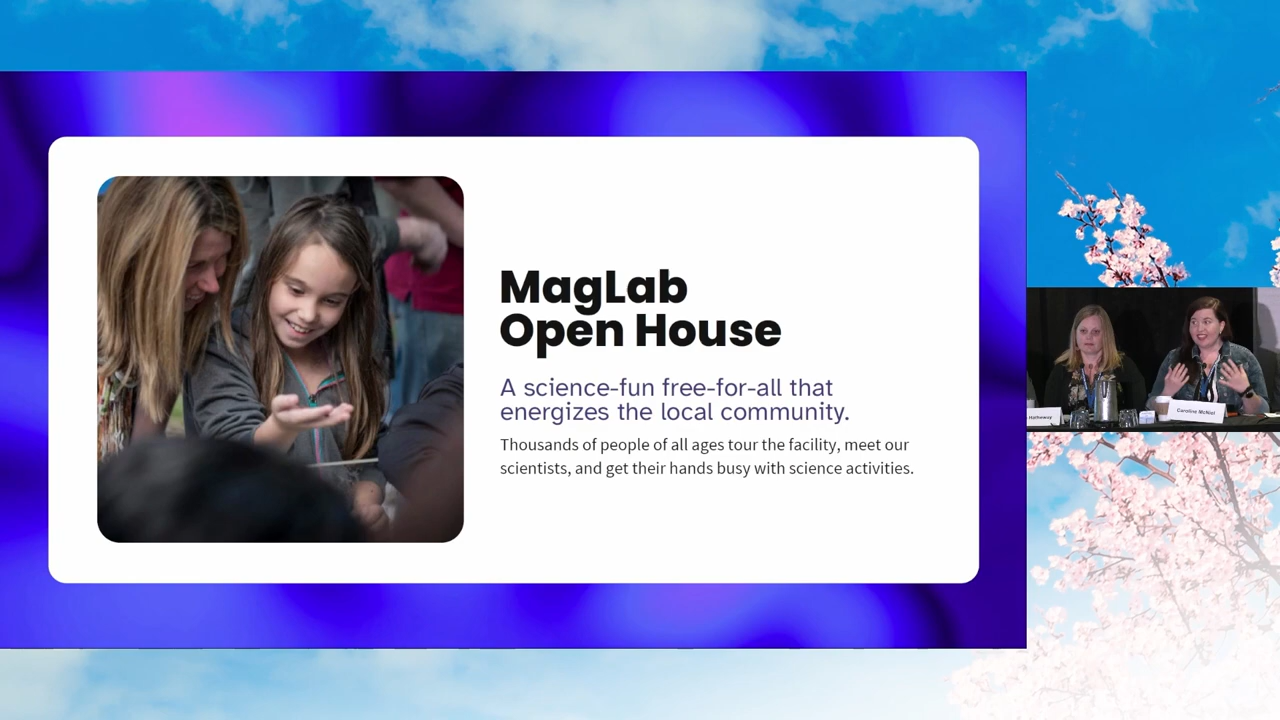 MagLab
Open House
A science-fun free-for-all that
energizes the local community.
Thousands of people of all ages tour the facility, meet our
scientists, and get their hands busy with science activities.
Hathaway
Caroline McNiel